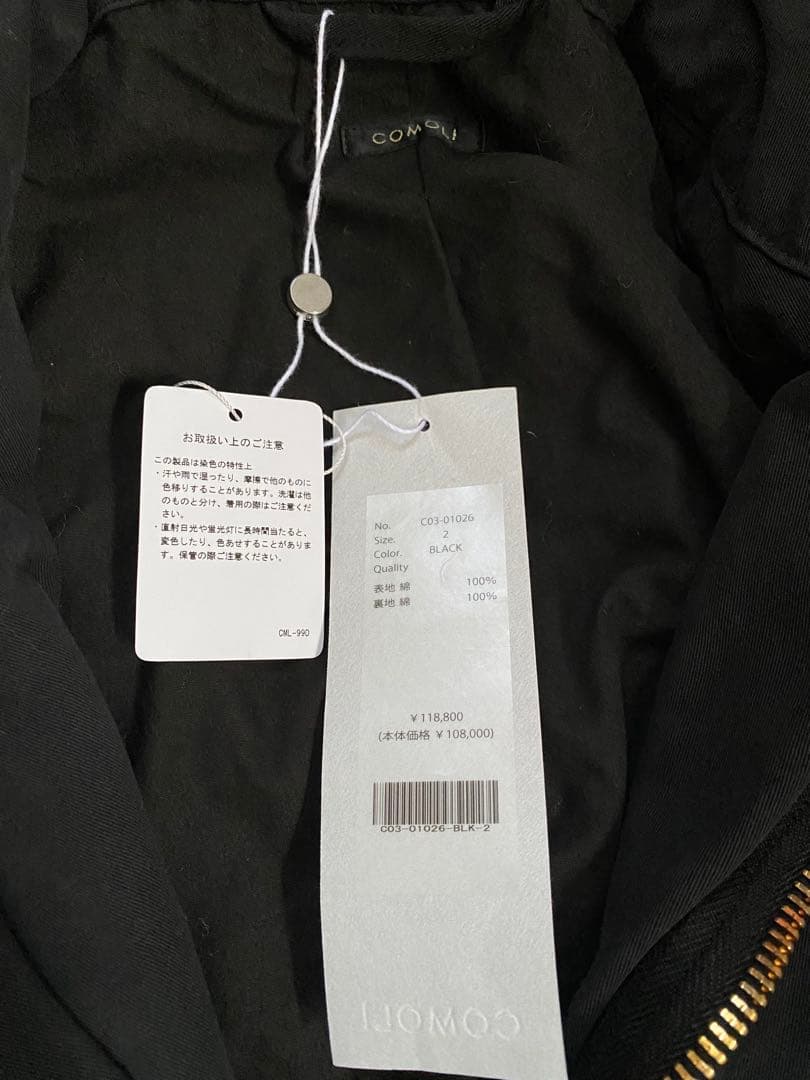 COMOLI
お取扱い上のご注意
この製品は染色の特性上
・汗や雨で湿ったり、摩擦で他のものに
色移りすることがあります。洗濯は他
のものと分け、着用の際はご注意くだ
さい。
・直射日光や蛍光灯に長時間当たると、
変色したり、色あせすることがありま
す。保管の際ご注意ください。
CML-990
No. C03-01026
Size. 2
Color. BLACK
Quality
表地 綿 100%
裏地 綿 100%
¥118,800
(本体価格 ¥108,000)
C03-01026-BLK-2
COMOLI